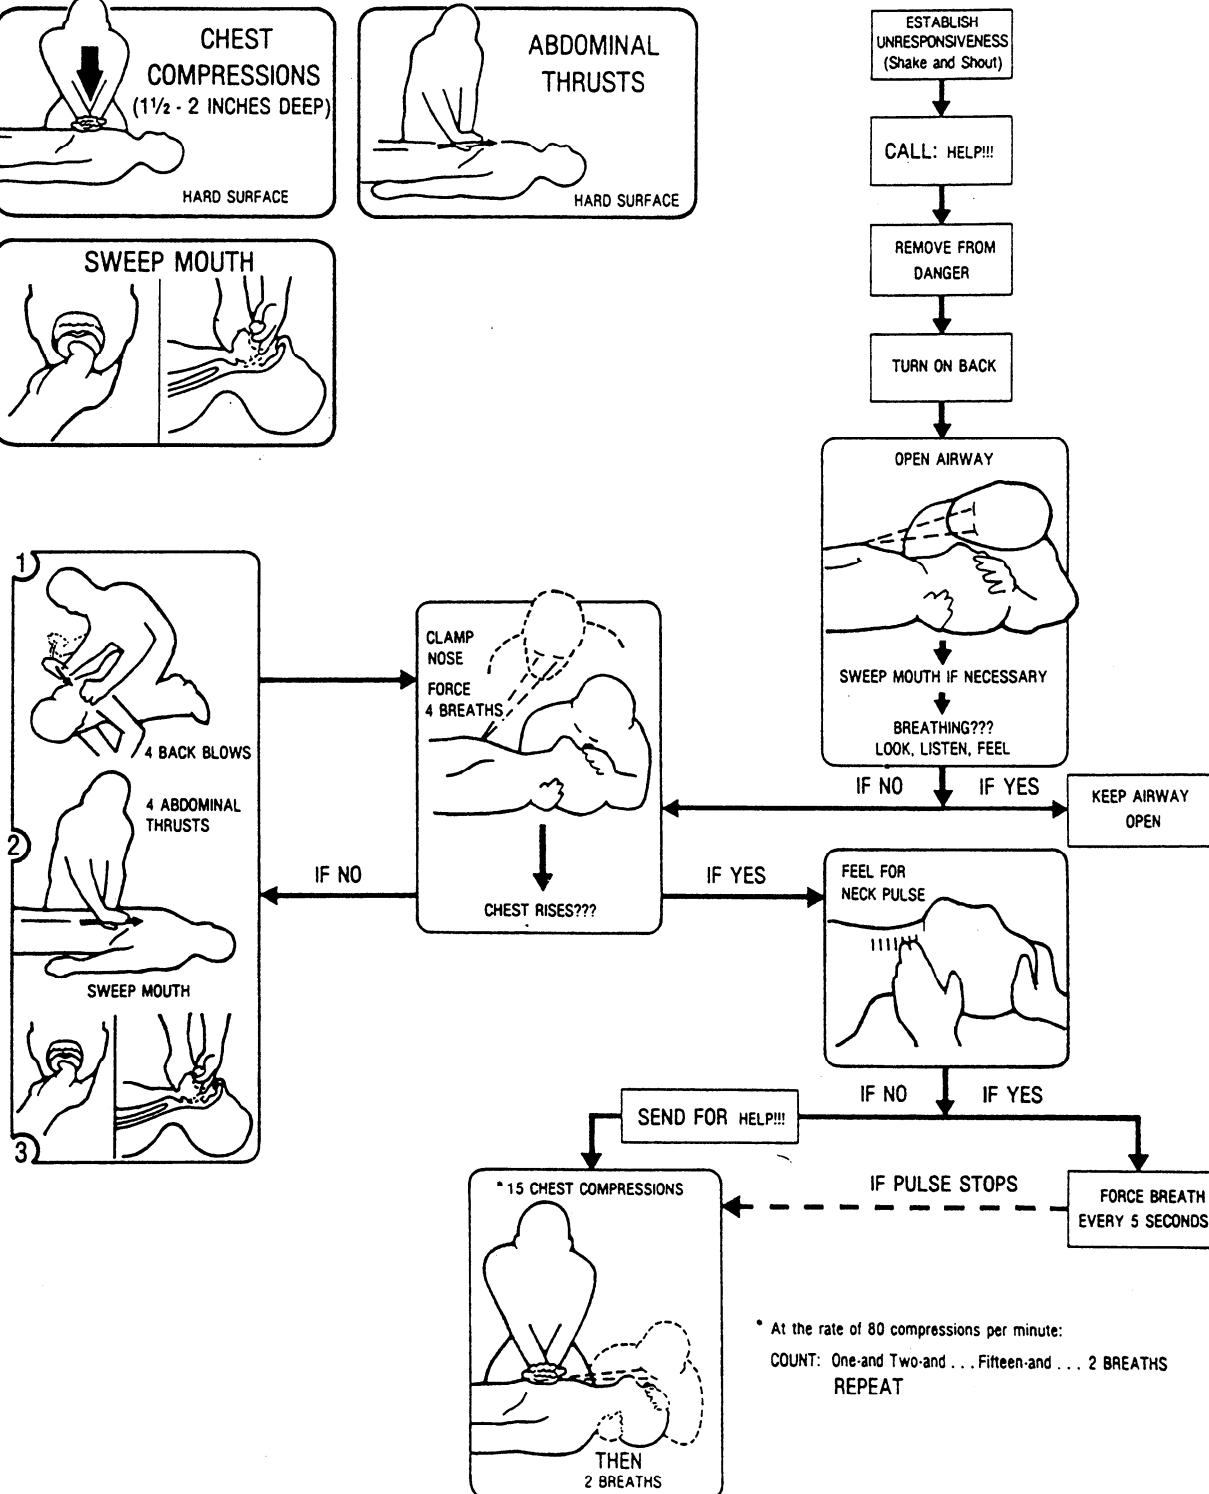 CHEST
COMPRESSIONS
(1½ - 2 INCHES DEEP)
HARD SURFACE
ABDOMINAL
THRUSTS
HARD SURFACE
SWEEP MOUTH
ESTABLISH
UNRESPONSIVENESS
(Shake and Shout)
CALL: HELP!!!
REMOVE FROM
DANGER
TURN ON BACK
OPEN AIRWAY
SWEEP MOUTH IF NECESSARY
BREATHING???
LOOK, LISTEN, FEEL
IF NO
IF YES
KEEP AIRWAY
OPEN
CLAMP
NOSE
FORCE
4 BREATHS
CHEST RISES???
IF NO
IF YES
1
4 BACK BLOWS
2
4 ABDOMINAL
THRUSTS
SWEEP MOUTH
3
FEEL FOR
NECK PULSE
IF NO
IF YES
SEND FOR HELP!!!
FORCE BREATH
EVERY 5 SECONDS
IF PULSE STOPS
*15 CHEST COMPRESSIONS
THEN
2 BREATHS
* At the rate of 80 compressions per minute:
COUNT: One-and Two-and . . . Fifteen-and . . . 2 BREATHS
REPEAT